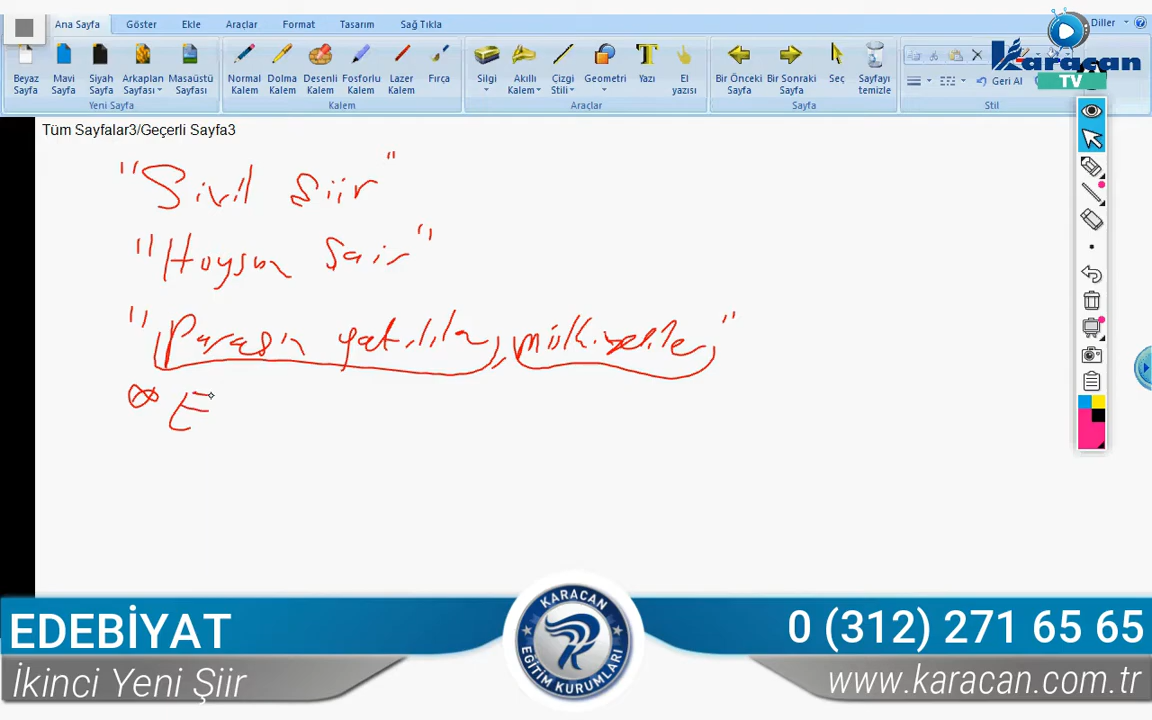 Ana Sayfa Göster Ekle Araçlar Format Tasarım Sağ Tıkla Diller
Beyaz Sayfa Mavi Sayfa Siyah Sayfa Arkaplan Sayfası Masaüstü Sayfası Normal Kalem Dolma Kalem Desenli Kalem Fosforlu Kalem Lazer Kalem Fırça Silgi Akıllı Kalem Çizgi Stili Geometri Yazı El yazısı Bir Önceki Sayfa Bir Sonraki Sayfa Seç Sayfayı temizle Geri Al
Yeni Sayfa Kalem Araçlar Sayfa Stil
Karacan
TV
Tüm Sayfalar3/Geçerli Sayfa3
"Sivil Şiir"
"Şair"
"Parasız yatılılar, mülkiyeliler"
E
EDEBİYAT
İkinci Yeni Şiir
KARACAN
EĞİTİM KURUMLARI
0 (312) 271 65 65
www.karacan.com.tr